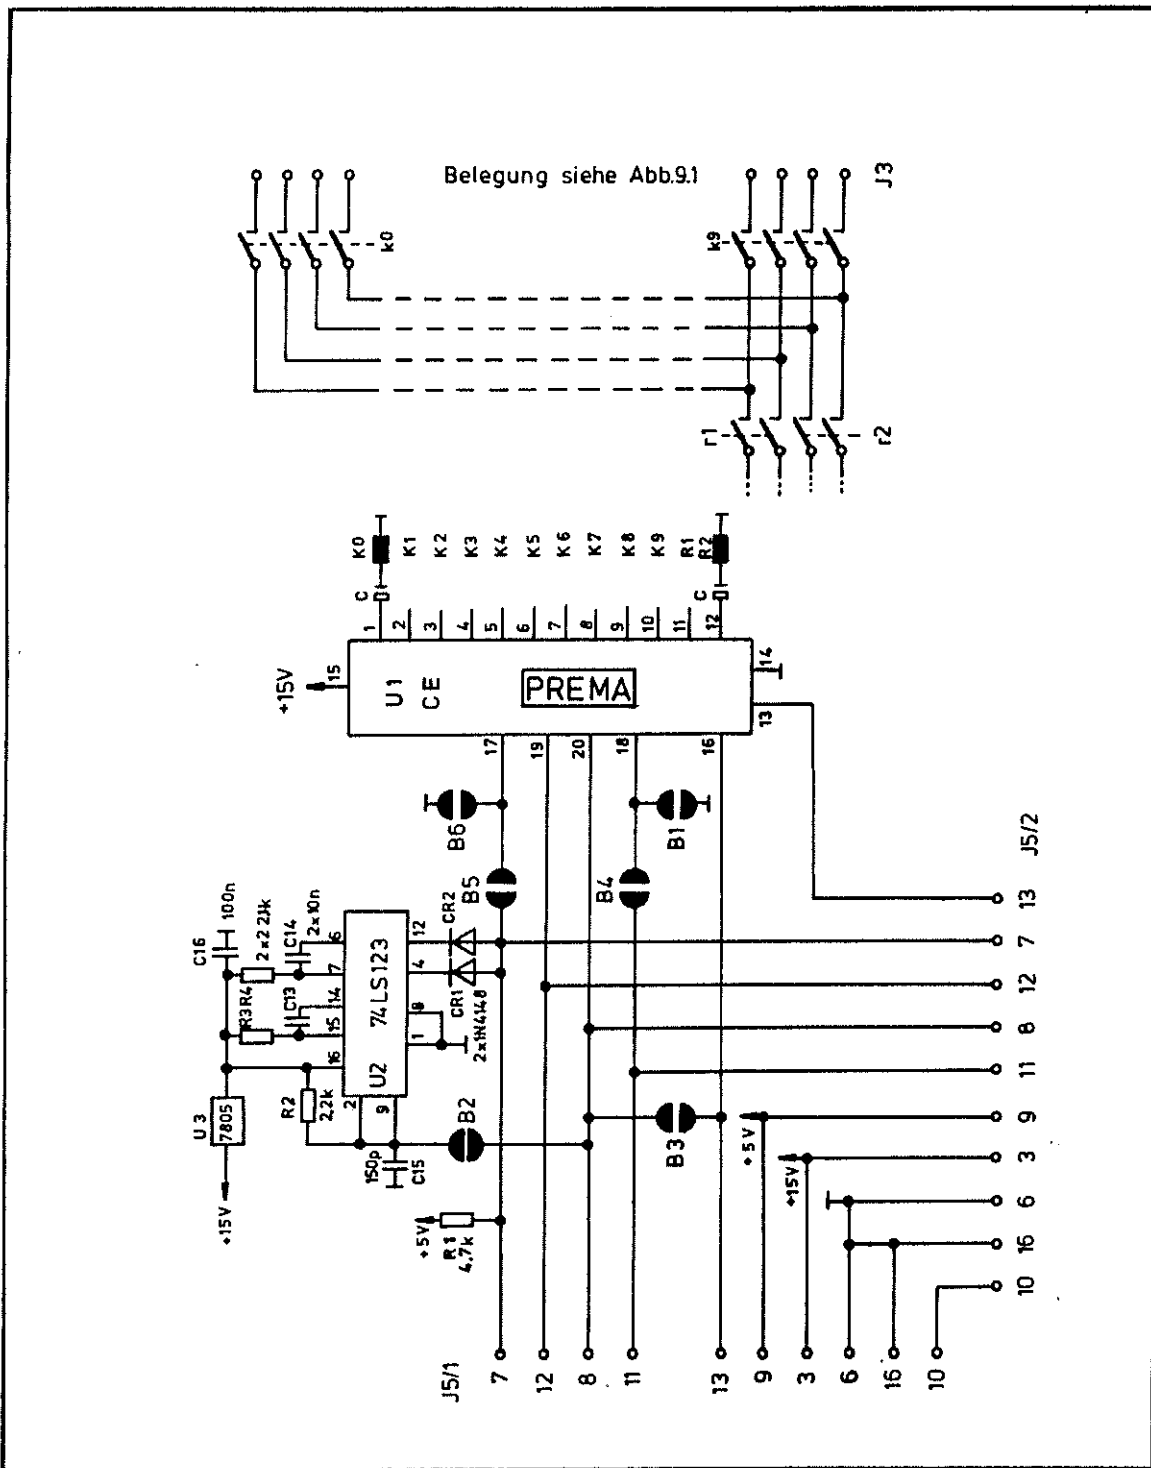 Belegung siehe Abb.9.1
J3
k0
k9
r1
r2
K0
K1
K2
K3
K4
K5
K6
K7
K8
K9
R1
R2
C
C
1
2
3
4
5
6
7
8
9
10
11
12
+15V
15
U1
CE
PREMA
14
13
17
19
20
18
16
B6
B5
B4
B1
C16
100n
2x22k
C14
2x10n
R3R4
C13
6
7
14
15
16
12
4
8
1
2
9
74LS123
U2
CR2
CR1
2x1N4148
U3
7805
+15V
R2
2,2k
150p
C15
B2
B3
+5V
R1
4,7k
+5V
+15V
J5/2
13
7
12
8
11
9
3
6
16
10
J5/1
7
12
8
11
13
9
3
6
16
10